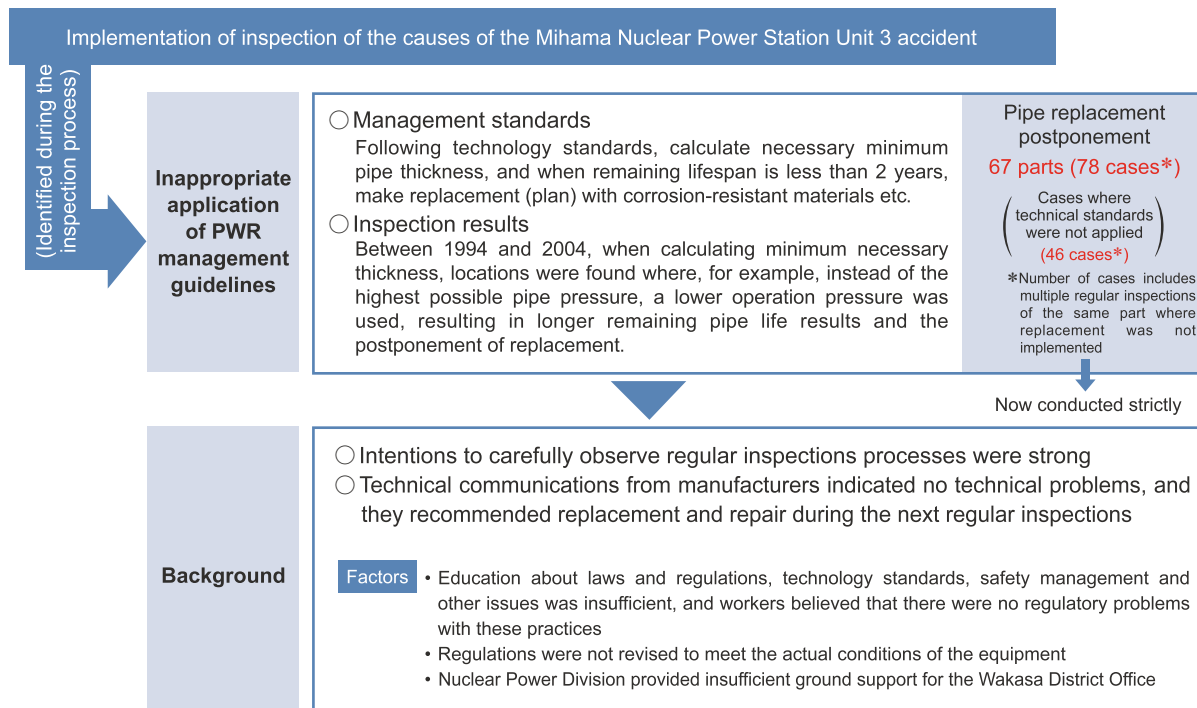 Implementation of inspection of the causes of the Mihama Nuclear Power Station Unit 3 accident
(Identified during the
inspection process)
Inappropriate
application
of PWR
management
guidelines
○ Management standards
Following technology standards, calculate necessary minimum
pipe thickness, and when remaining lifespan is less than 2 years,
make replacement (plan) with corrosion-resistant materials etc.
○ Inspection results
Between 1994 and 2004, when calculating minimum necessary
thickness, locations were found where, for example, instead of the
highest possible pipe pressure, a lower operation pressure was
used, resulting in longer remaining pipe life results and the
postponement of replacement.
Pipe replacement
postponement
67 parts (78 cases*)
(Cases where
technical standards
were not applied
(46 cases*))
*Number of cases includes
multiple regular inspections
of the same part where
replacement was not
implemented
Now conducted strictly
Background
○ Intentions to carefully observe regular inspections processes were strong
○ Technical communications from manufacturers indicated no technical problems, and
they recommended replacement and repair during the next regular inspections
Factors
• Education about laws and regulations, technology standards, safety management and
other issues was insufficient, and workers believed that there were no regulatory problems
with these practices
• Regulations were not revised to meet the actual conditions of the equipment
• Nuclear Power Division provided insufficient ground support for the Wakasa District Office